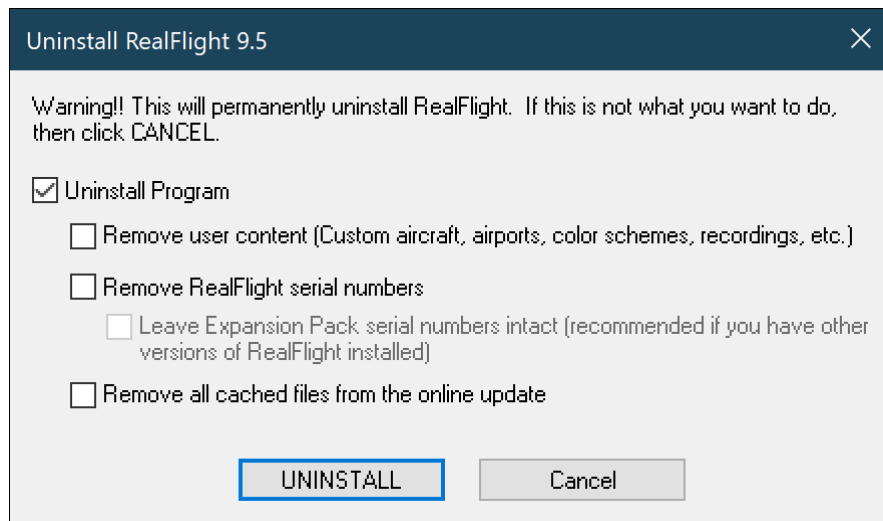 Uninstall RealFlight 9.5
Warning!! This will permanently uninstall RealFlight.  If this is not what you want to do,
then click CANCEL.
Uninstall Program
Remove user content (Custom aircraft, airports, color schemes, recordings, etc.)
Remove RealFlight serial numbers
Leave Expansion Pack serial numbers intact (recommended if you have other
versions of RealFlight installed)
Remove all cached files from the online update
UNINSTALL
Cancel